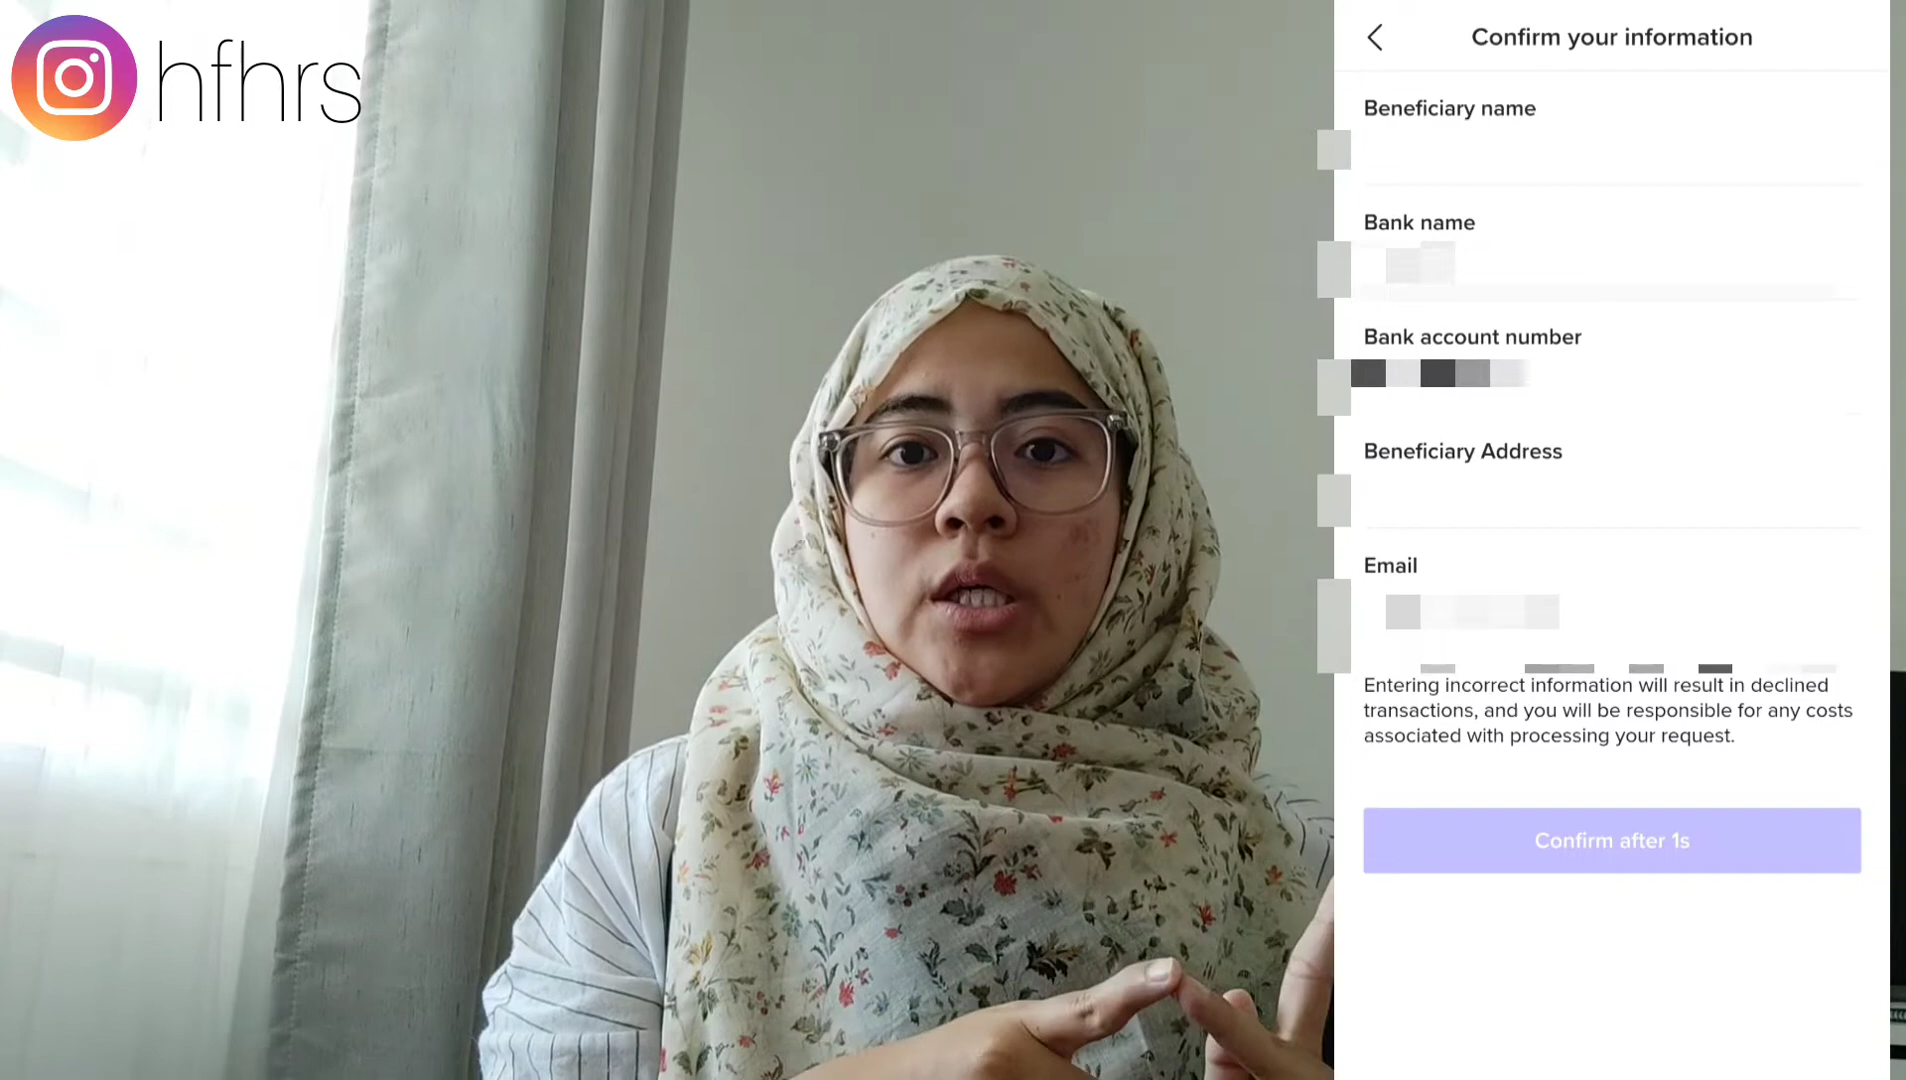 hfhrs
Confirm your information
Beneficiary name
Bank name
Bank account number
Beneficiary Address
Email
Entering incorrect information will result in declined
transactions, and you will be responsible for any costs
associated with processing your request.
Confirm after 1s